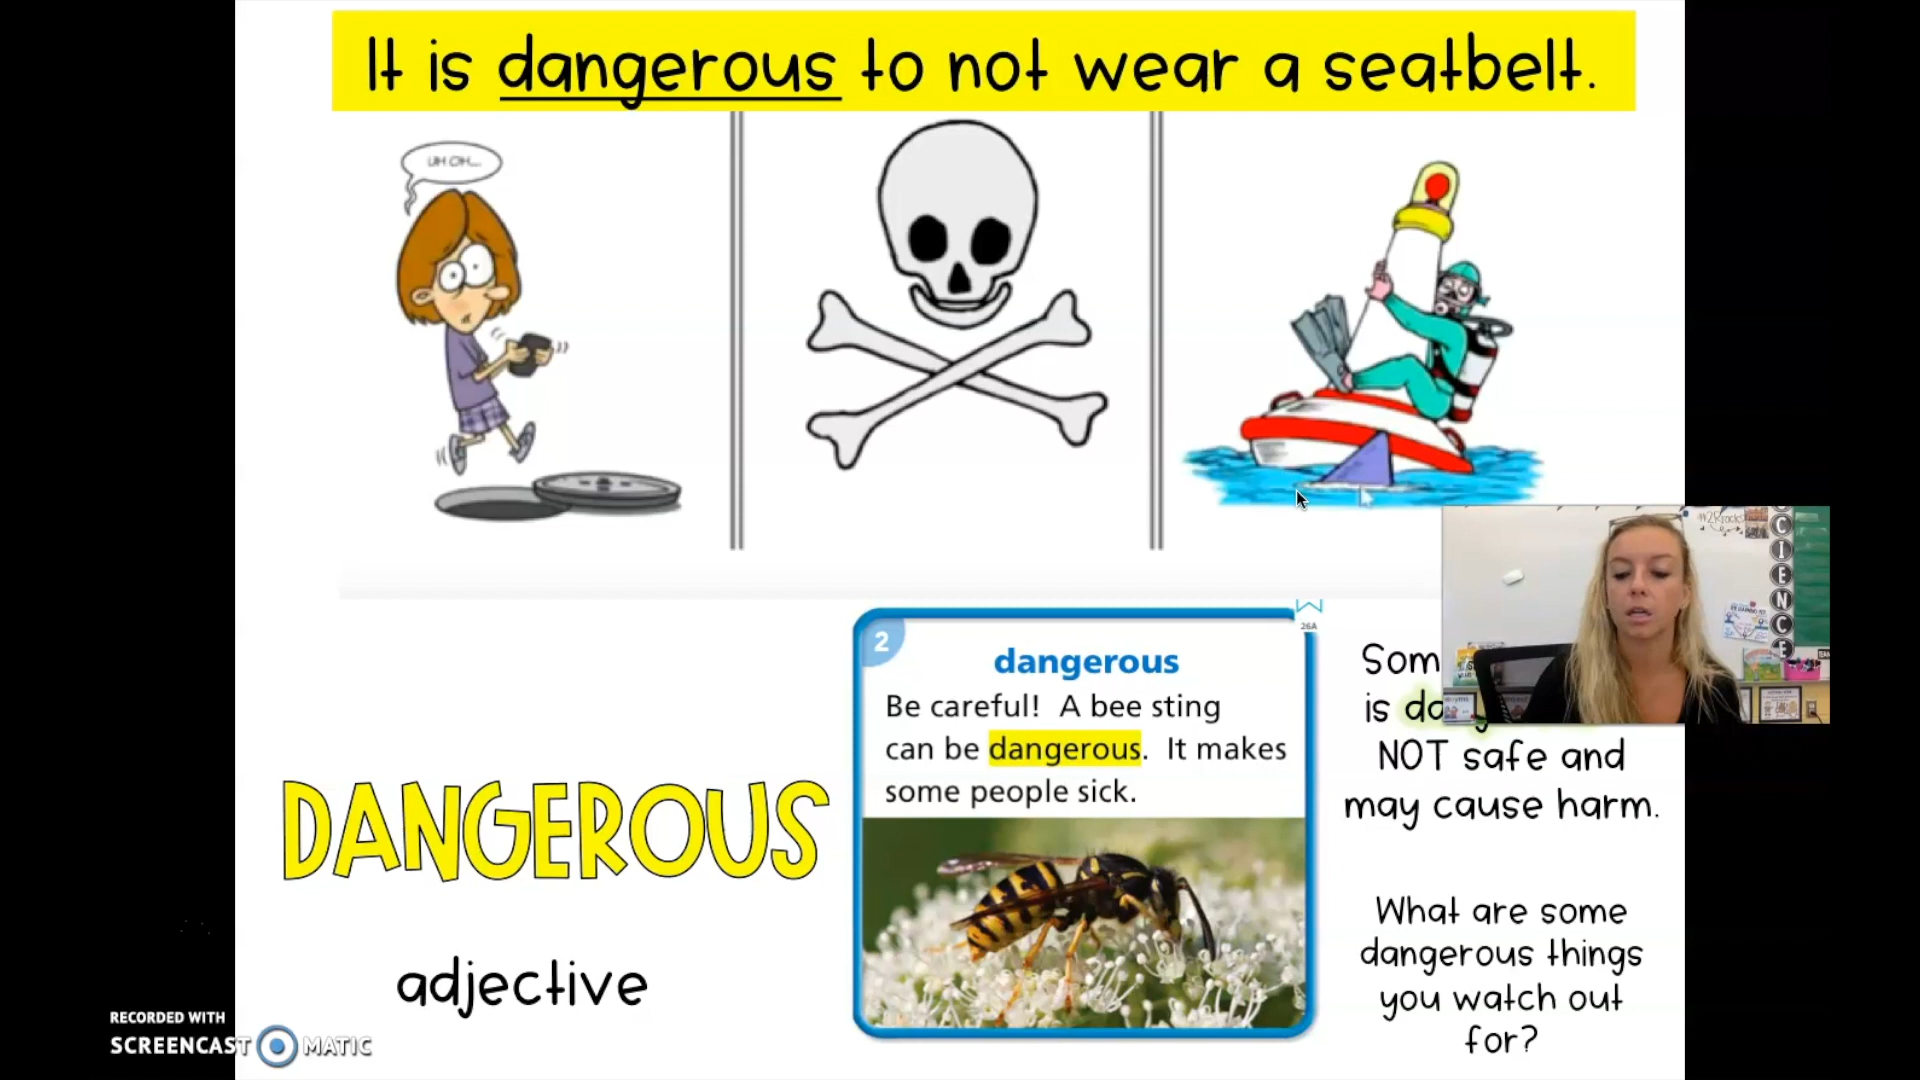 It is dangerous to not wear a seatbelt.
UH OH...
26A
2
dangerous
Be careful! A bee sting
can be dangerous. It makes
some people sick.
is
NOT safe and
may cause harm.
DANGEROUS
adjective
What are some
dangerous things
you watch out
for?
RECORDED WITH
SCREENCAST MATIC